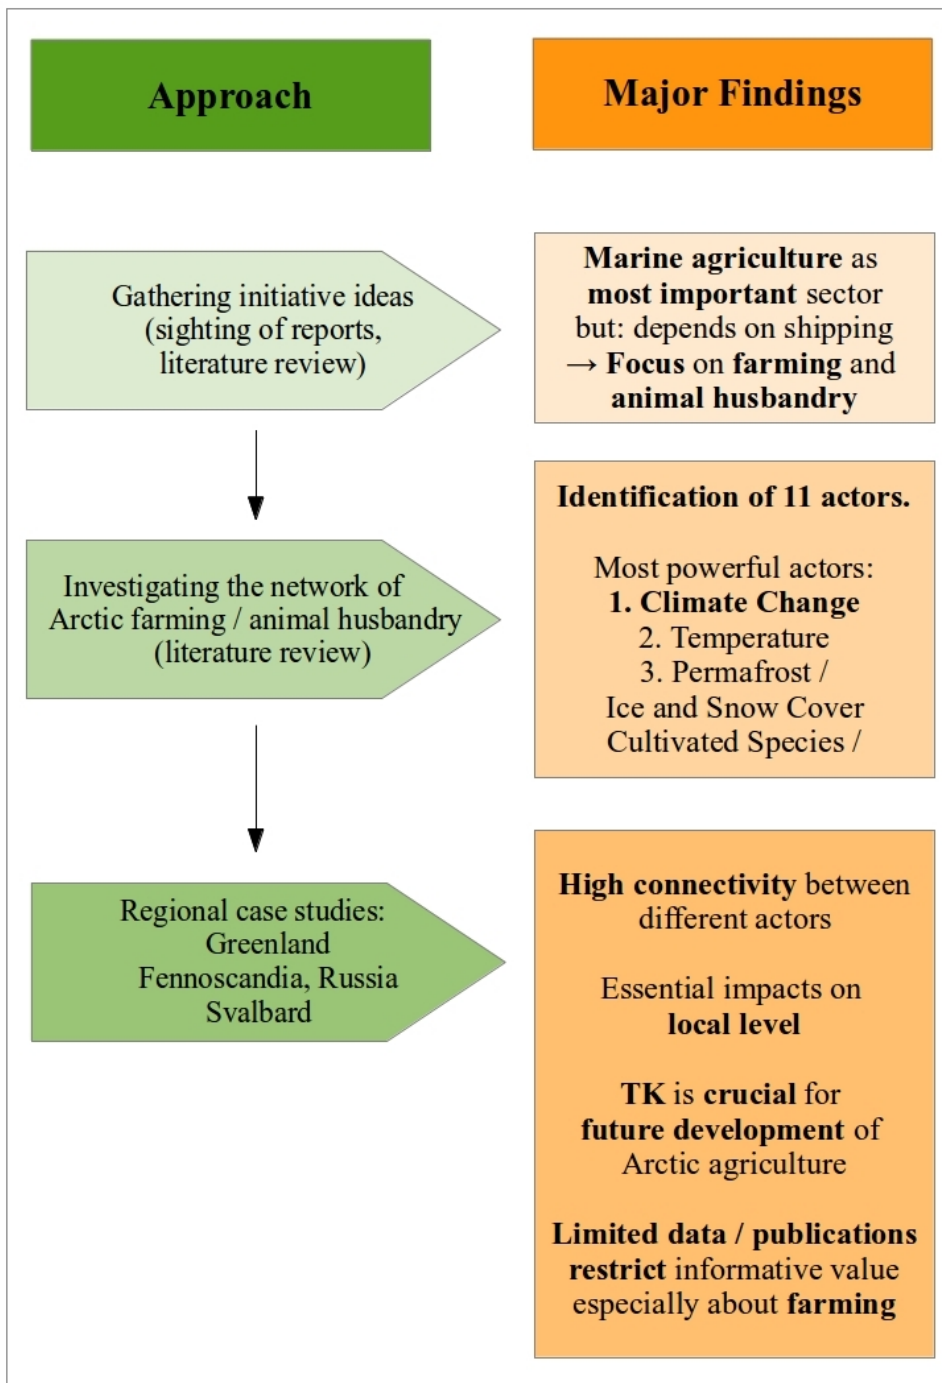 Approach
Major Findings
Gathering initiative ideas
(sighting of reports,
literature review)
Marine agriculture as
most important sector
but: depends on shipping
→ Focus on farming and
animal husbandry
Investigating the network of
Arctic farming / animal husbandry
(literature review)
Identification of 11 actors.
Most powerful actors:
1. Climate Change
2. Temperature
3. Permafrost /
Ice and Snow Cover
Cultivated Species /
Regional case studies:
Greenland
Fennoscandia, Russia
Svalbard
High connectivity between
different actors
Essential impacts on
local level
TK is crucial for
future development of
Arctic agriculture
Limited data / publications
restrict informative value
especially about farming